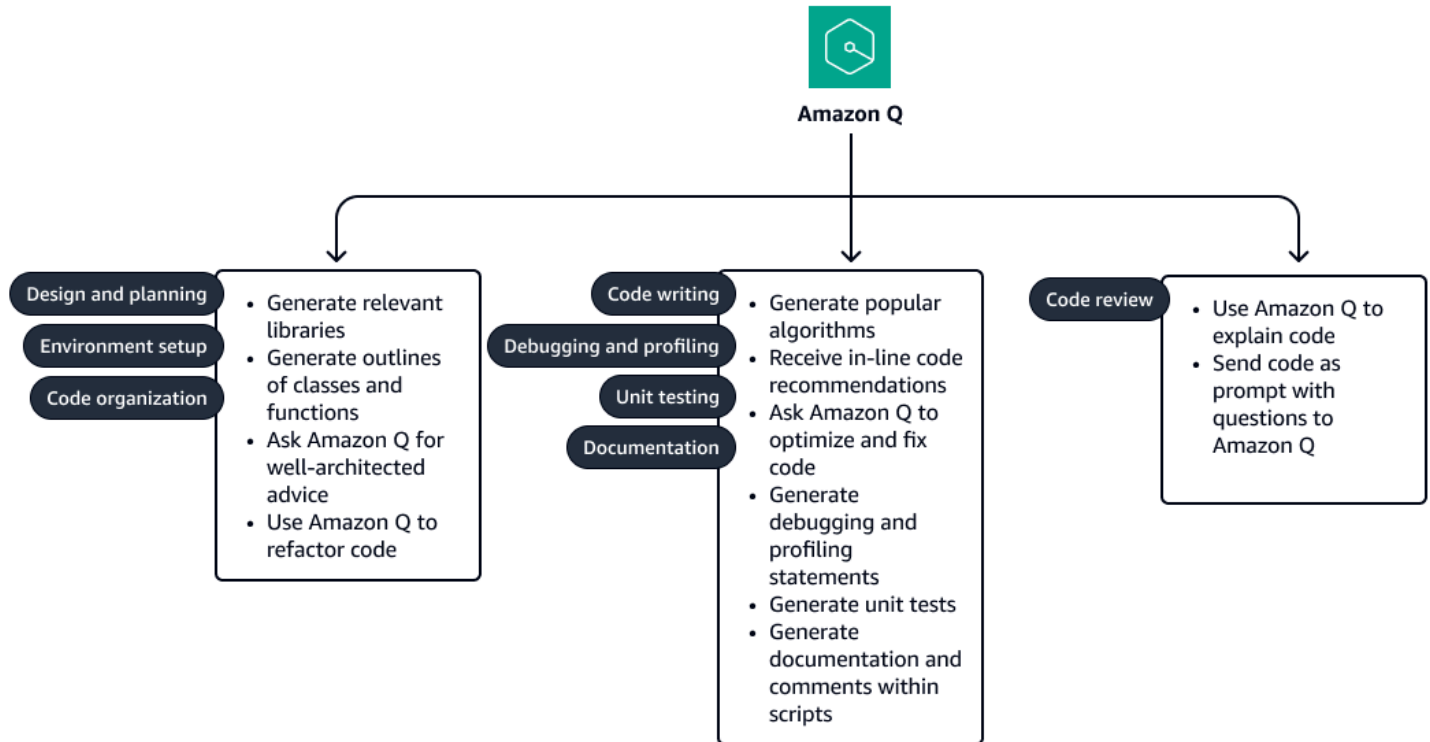 Amazon Q
Design and planning
Environment setup
Code organization
• Generate relevant
libraries
• Generate outlines
of classes and
functions
• Ask Amazon Q for
well-architected
advice
• Use Amazon Q to
refactor code
Code writing
Debugging and profiling
Unit testing
Documentation
• Generate popular
algorithms
• Receive in-line code
recommendations
• Ask Amazon Q to
optimize and fix
code
• Generate
debugging and
profiling
statements
• Generate unit tests
• Generate
documentation and
comments within
scripts
Code review
• Use Amazon Q to
explain code
• Send code as
prompt with
questions to
Amazon Q